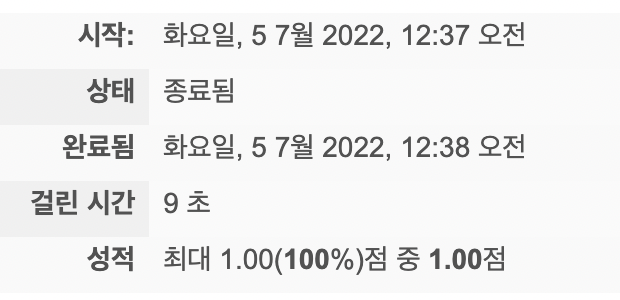 시작: 화요일, 5 7월 2022, 12:37 오전
상태 종료됨
완료됨 화요일, 5 7월 2022, 12:38 오전
걸린 시간 9 초
성적 최대 1.00(100%)점 중 1.00점